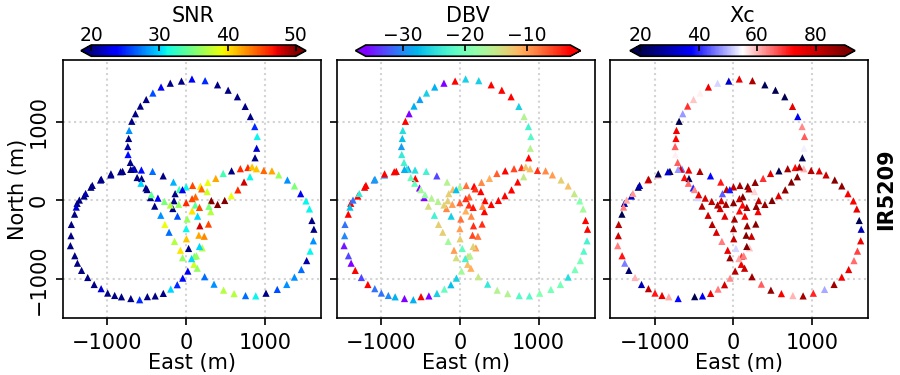 SNR DBV Xc
20 30 40 50 −30 −20 −10 20 40 60 80
North (m)
1000
0
−1000
IR5209
−1000 0 1000 −1000 0 1000 −1000 0 1000
East (m) East (m) East (m)